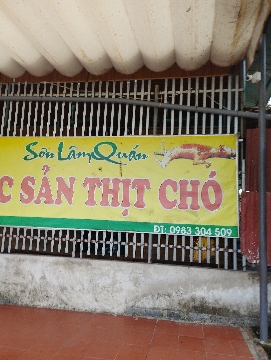 Sơn Lâm Quán
C SẢN THỊT CHÓ
ĐT: 0983 304 509